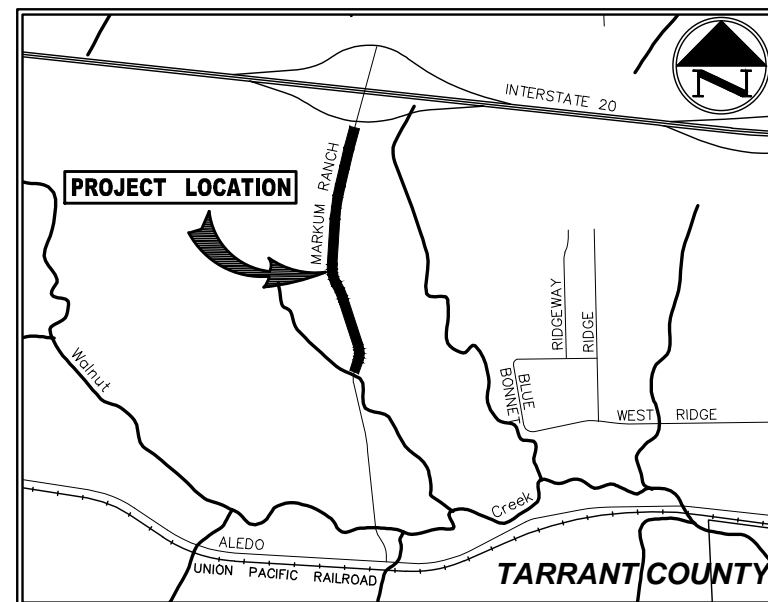 INTERSTATE 20
N
MARKUM RANCH
PROJECT LOCATION
RIDGEWAY
RIDGE
Walnut
BLUE
BONNET
WEST RIDGE
Creek
ALEDO
UNION PACIFIC RAILROAD
TARRANT COUNTY